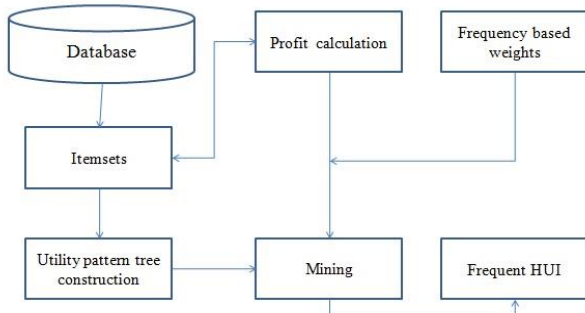 Database
Profit calculation
Frequency based
weights
Itemsets
Utility pattern tree
construction
Mining
Frequent HUI